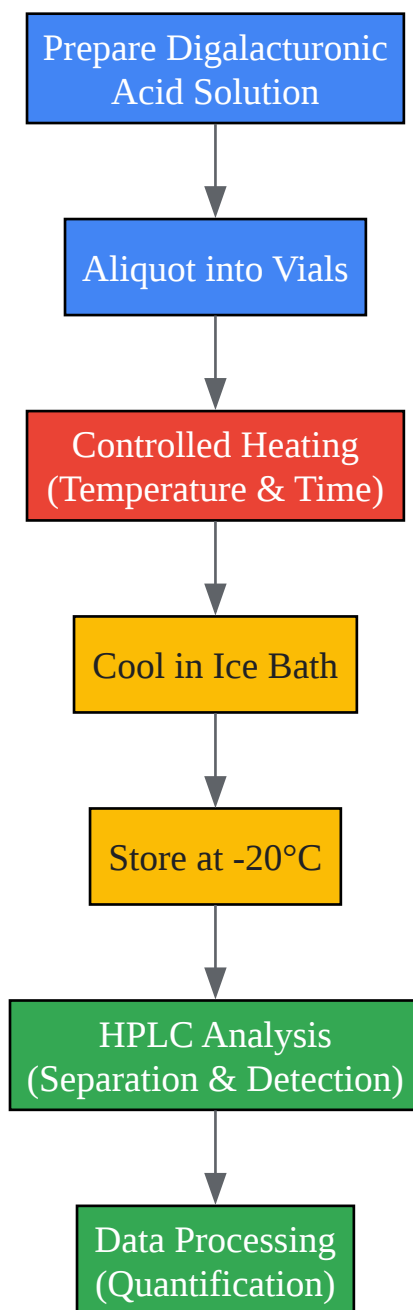 Prepare Digalacturonic
Acid Solution
Aliquot into Vials
Controlled Heating
(Temperature & Time)
Cool in Ice Bath
Store at -20°C
HPLC Analysis
(Separation & Detection)
Data Processing
(Quantification)